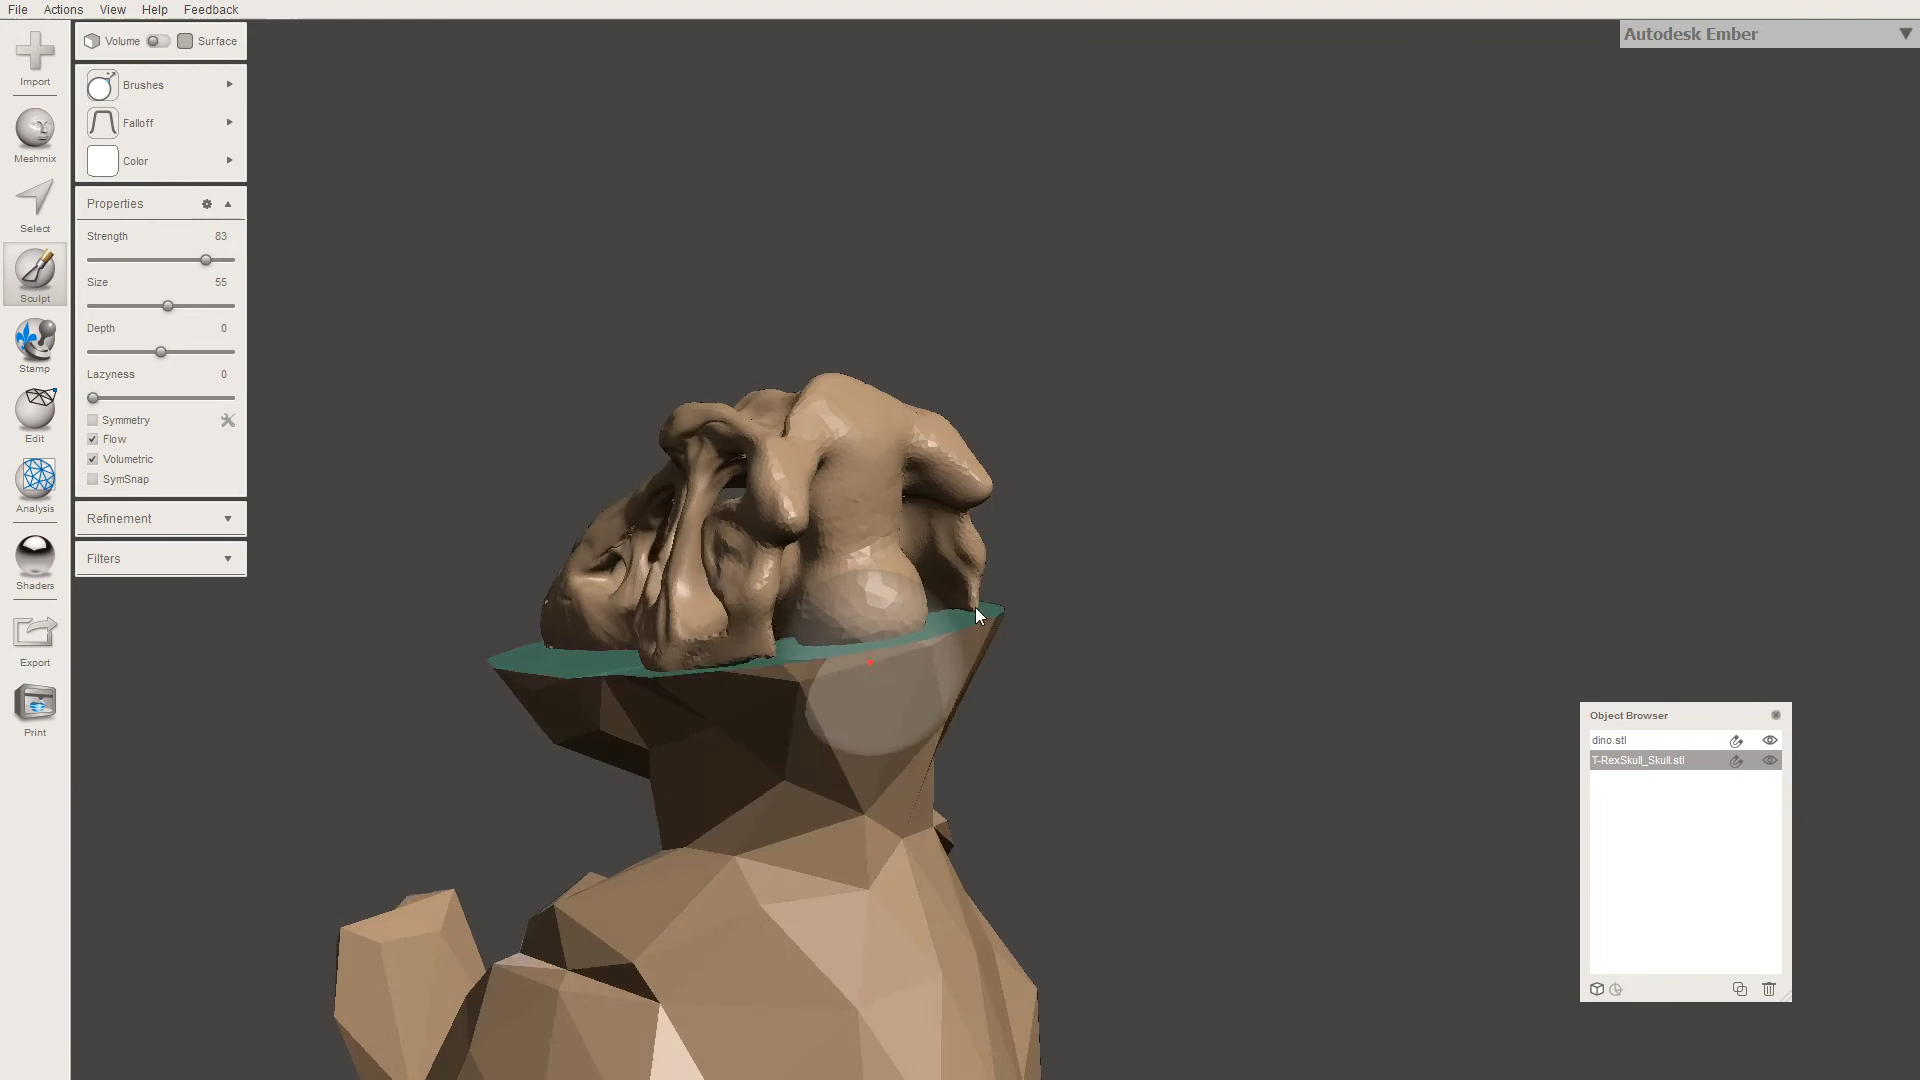 File Actions View Help Feedback
Autodesk Ember
Import
Meshmix
Select
Sculpt
Stamp
Edit
Analysis
Shaders
Export
Print
Volume Surface
Brushes
Falloff
Color
Properties
Strength 83
Size 55
Depth 0
Lazyness 0
Symmetry
Flow
Volumetric
SymSnap
Refinement
Filters
Object Browser
dino.stl
T-RexSkull_Skull.stl